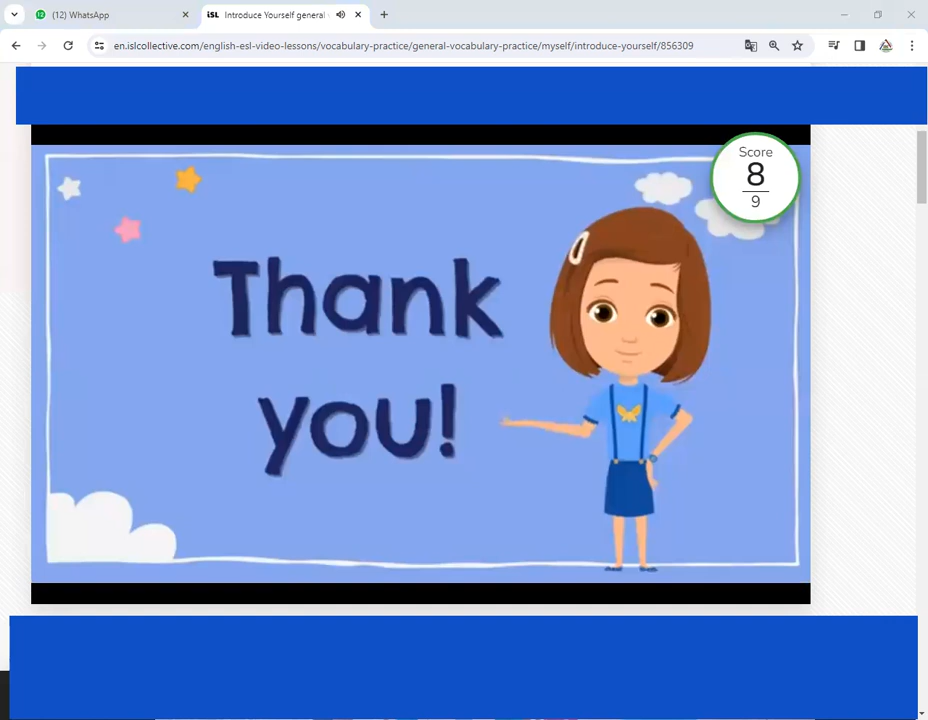 (12) WhatsApp
iSL Introduce Yourself general
en.islcollective.com/english-esl-video-lessons/vocabulary-practice/general-vocabulary-practice/myself/introduce-yourself/856309
Score
8
9
Thank
you!